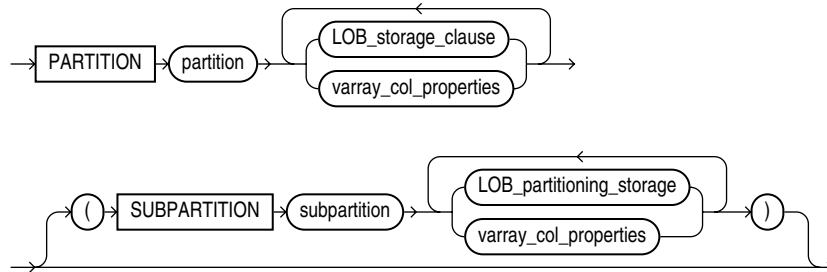 LOB_storage_clause
PARTITION partition
varray_col_properties
LOB_partitioning_storage
( SUBPARTITION subpartition )
varray_col_properties